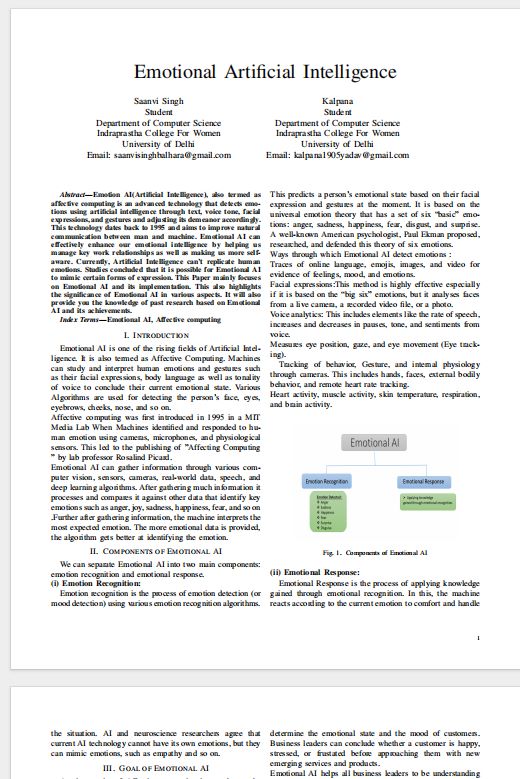 Emotional Artificial Intelligence
Saanvi Singh
Student
Department of Computer Science
Indraprastha College For Women
University of Delhi
Email: saanvisinghbalhara@gmail.com
Kalpana
Student
Department of Computer Science
Indraprastha College For Women
University of Delhi
Email: kalpana1905yadav@gmail.com
Abstract—Emotion AI(Artificial Intelligence), also termed as
affective computing is an advanced technology that detects emo-
tions using artificial intelligence through text, voice tone, facial
expressions, and gestures and adjusting its demeanor accordingly.
This technology dates back to 1995 and aims to improve natural
communication between man and machine. Emotional AI can
effectively enhance our emotional intelligence by helping us
manage key work relationships as well as making us more self-
aware. Currently, Artificial Intelligence can't replicate human
emotions. Studies concluded that it is possible for Emotional AI
to mimic certain forms of expression. This Paper mainly focuses
on Emotional AI and its implementation. This also highlights
the significance of Emotional AI in various aspects. It will also
provide you the knowledge of past research based on Emotional
AI and its achievements.
Index Terms—Emotional AI, Affective computing
I. Introduction
Emotional AI is one of the rising fields of Artificial Intel-
ligence. It is also termed as Affective Computing. Machines
can study and interpret human emotions and gestures such
as their facial expressions, body language as well as tonality
of voice to conclude their current emotional state. Various
Algorithms are used for detecting the person's face, eyes,
eyebrows, cheeks, nose, and so on.
Affective computing was first introduced in 1995 in a MIT
Media Lab When Machines identified and responded to hu-
man emotion using cameras, microphones, and physiological
sensors. This led to the publishing of "Affecting Computing
" by lab professor Rosalind Picard.
Emotional AI can gather information through various com-
puter vision, sensors, cameras, real-world data, speech, and
deep learning algorithms. After gathering much information it
processes and compares it against other data that identify key
emotions such as anger, joy, sadness, happiness, fear, and so on
.Further after gathering information, the machine interprets the
most expected emotion. The more emotional data is provided,
the algorithm gets better at identifying the emotion.
II. Components of Emotional AI
We can separate Emotional AI into two main components:
emotion recognition and emotional response.
(i) Emotion Recognition:
Emotion recognition is the process of emotion detection (or
mood detection) using various emotion recognition algorithms.
This predicts a person's emotional state based on their facial
expression and gestures at the moment. It is based on the
universal emotion theory that has a set of six "basic" emo-
tions: anger, sadness, happiness, fear, disgust, and surprise.
A well-known American psychologist, Paul Ekman proposed,
researched, and defended this theory of six emotions.
Ways through which Emotional AI detect emotions :
Traces of online language, emojis, images, and video for
evidence of feelings, mood, and emotions.
Facial expressions:This method is highly effective especially
if it is based on the "big six" emotions, but it analyses faces
from a live camera, a recorded video file, or a photo.
Voice analytics: This includes elements like the rate of speech,
increases and decreases in pauses, tone, and sentiments from
voice.
Measures eye position, gaze, and eye movement (Eye track-
ing).
Tracking of behavior, Gesture, and internal physiology
through cameras. This includes hands, faces, external bodily
behavior, and remote heart rate tracking.
Heart activity, muscle activity, skin temperature, respiration,
and brain activity.
Emotional AI
Emotion Recognition
Emotional Response
Emotion Detected:
Anger
Sadness
Happiness
Fear
Surprise
Disgust
Applying knowledge
gained through emotional recognition.
Fig. 1. Components of Emotional AI
(ii) Emotional Response:
Emotional Response is the process of applying knowledge
gained through emotional recognition. In this, the machine
reacts according to the current emotion to comfort and handle
1
the situation. AI and neuroscience researchers agree that
current AI technology cannot have its own emotions, but they
can mimic emotions, such as empathy and so on.
III. Goal of Emotional AI
determine the emotional state and the mood of customers.
Business leaders can conclude whether a customer is happy,
stressed, or frustated before approaching them with new
emerging services and products.
Emotional AI helps all business leaders to be understanding